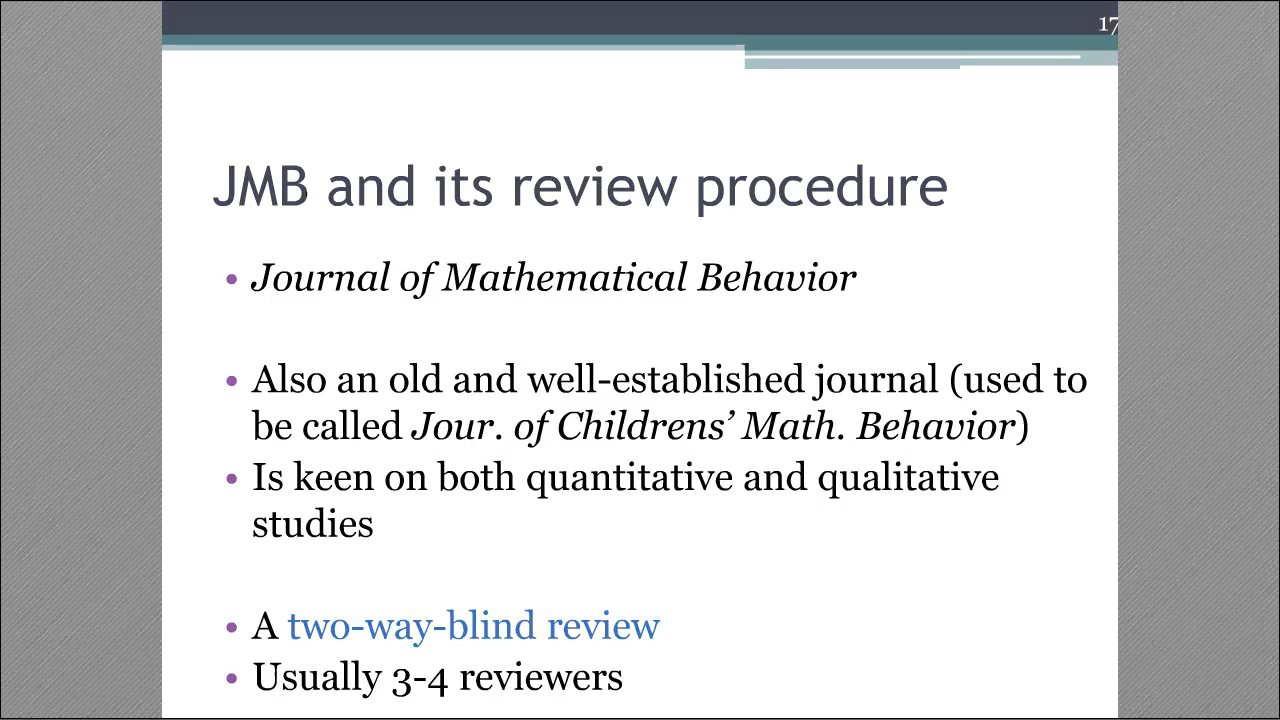 17
JMB and its review procedure
• Journal of Mathematical Behavior
• Also an old and well-established journal (used to
be called Jour. of Childrens’ Math. Behavior)
• Is keen on both quantitative and qualitative
studies
• A two-way-blind review
• Usually 3-4 reviewers